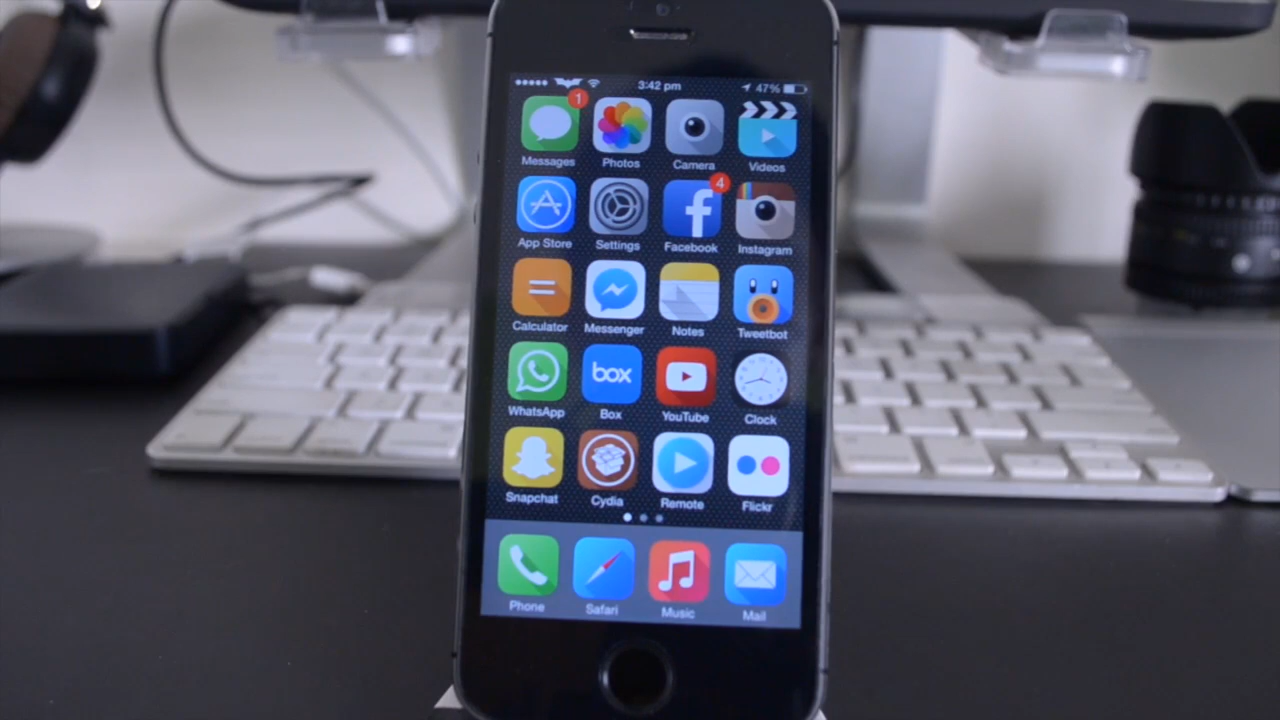 3:42 pm 47%
1
Messages Photos Camera Videos
4
App Store Settings Facebook Instagram
Calculator Messenger Notes Tweetbot
box
WhatsApp Box YouTube Clock
Snapchat Cydia Remote Flickr
Phone Safari Music Mail